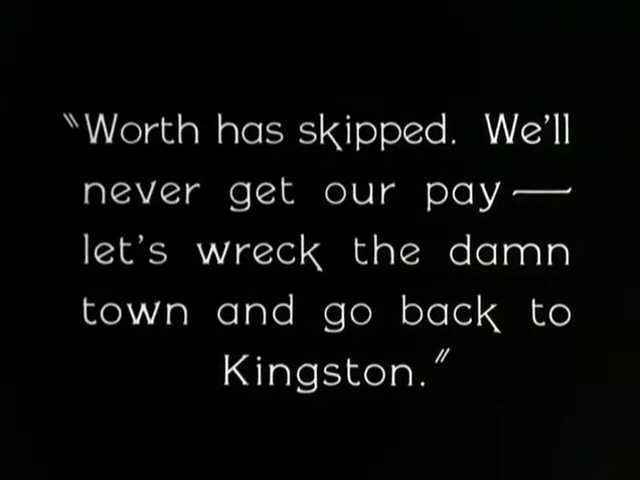 "Worth has skipped. We'll
never get our pay—
let's wreck the damn
town and go back to
Kingston."